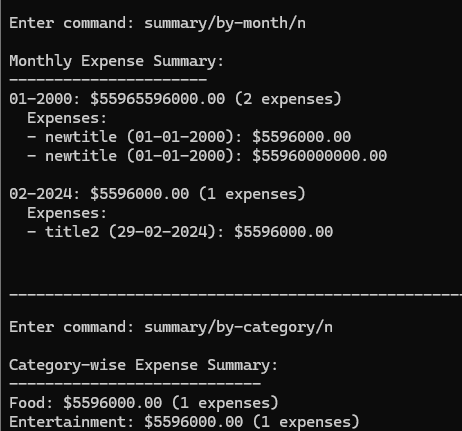 Enter command: summary/by-month/n
Monthly Expense Summary:
----------------------
01-2000: $55965596000.00 (2 expenses)
  Expenses:
  - newtitle (01-01-2000): $5596000.00
  - newtitle (01-01-2000): $55960000000.00
02-2024: $5596000.00 (1 expenses)
  Expenses:
  - title2 (29-02-2024): $5596000.00
--------------------------------------------------
Enter command: summary/by-category/n
Category-wise Expense Summary:
----------------------------
Food: $5596000.00 (1 expenses)
Entertainment: $5596000.00 (1 expenses)